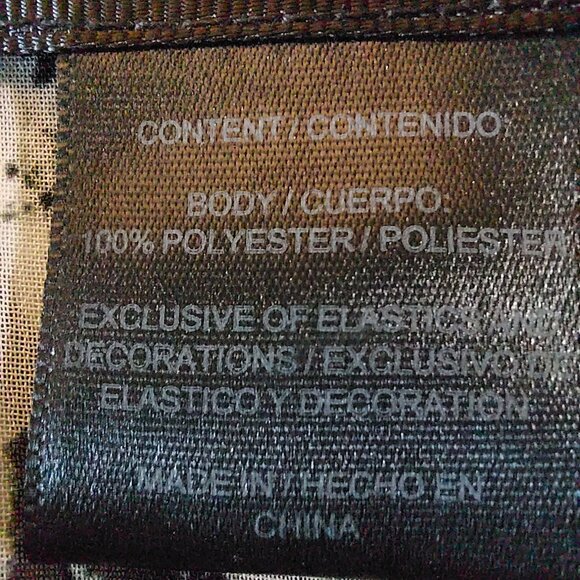 CONTENT / CONTENIDO:
BODY / CUERPO:
100% POLYESTER / POLIESTER
EXCLUSIVE OF ELASTICS AND
DECORATIONS / EXCLUSIVO DE
ELASTICO Y DECORATION
MADE IN / HECHO EN
CHINA